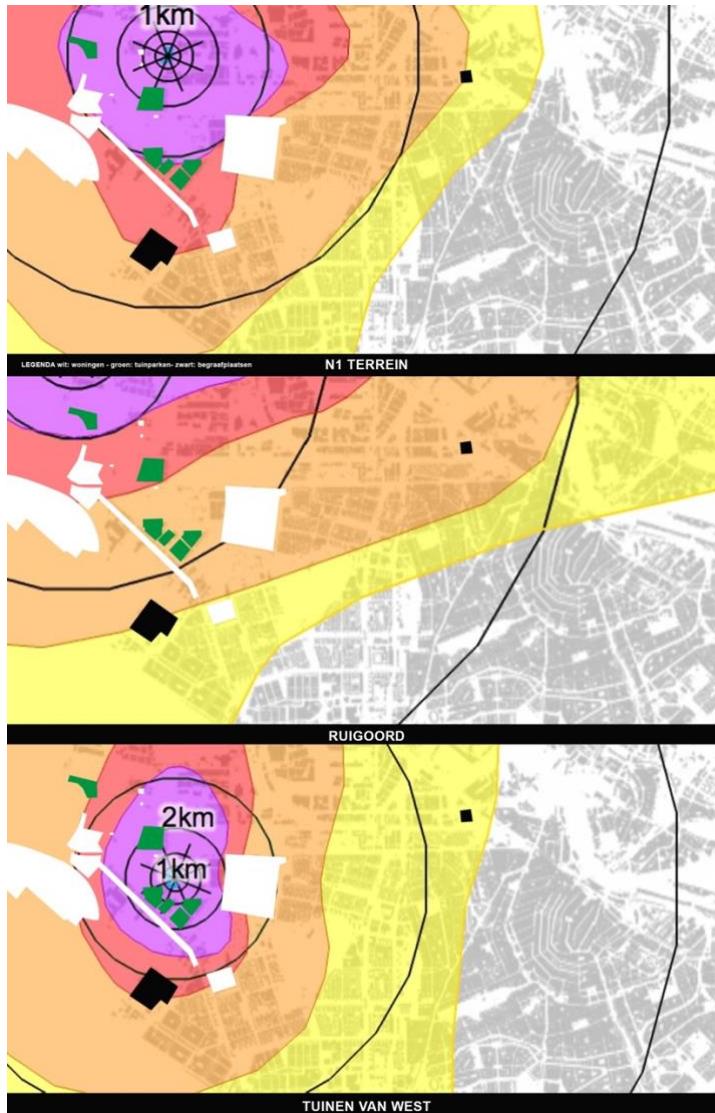 1km
LEGENDA wit: woningen - groen: tuinparken- zwart: begraafplaatsen
N1 TERREIN
RUIGOORD
2km
1km
TUINEN VAN WEST